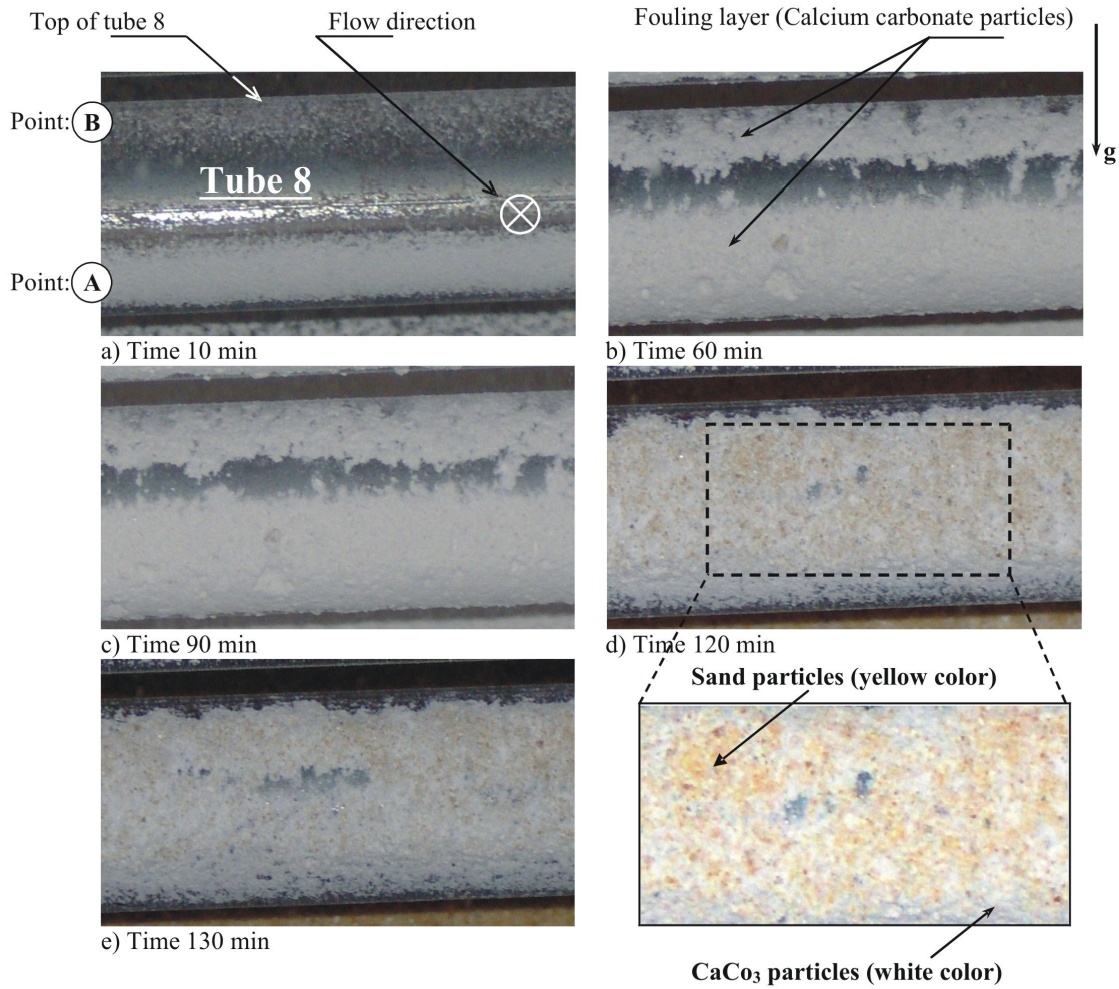 Top of tube 8
Flow direction
Fouling layer (Calcium carbonate particles)
Point: B
Tube 8
Point: A
g
a) Time 10 min
b) Time 60 min
c) Time 90 min
d) Time 120 min
Sand particles (yellow color)
e) Time 130 min
CaCo₃ particles (white color)